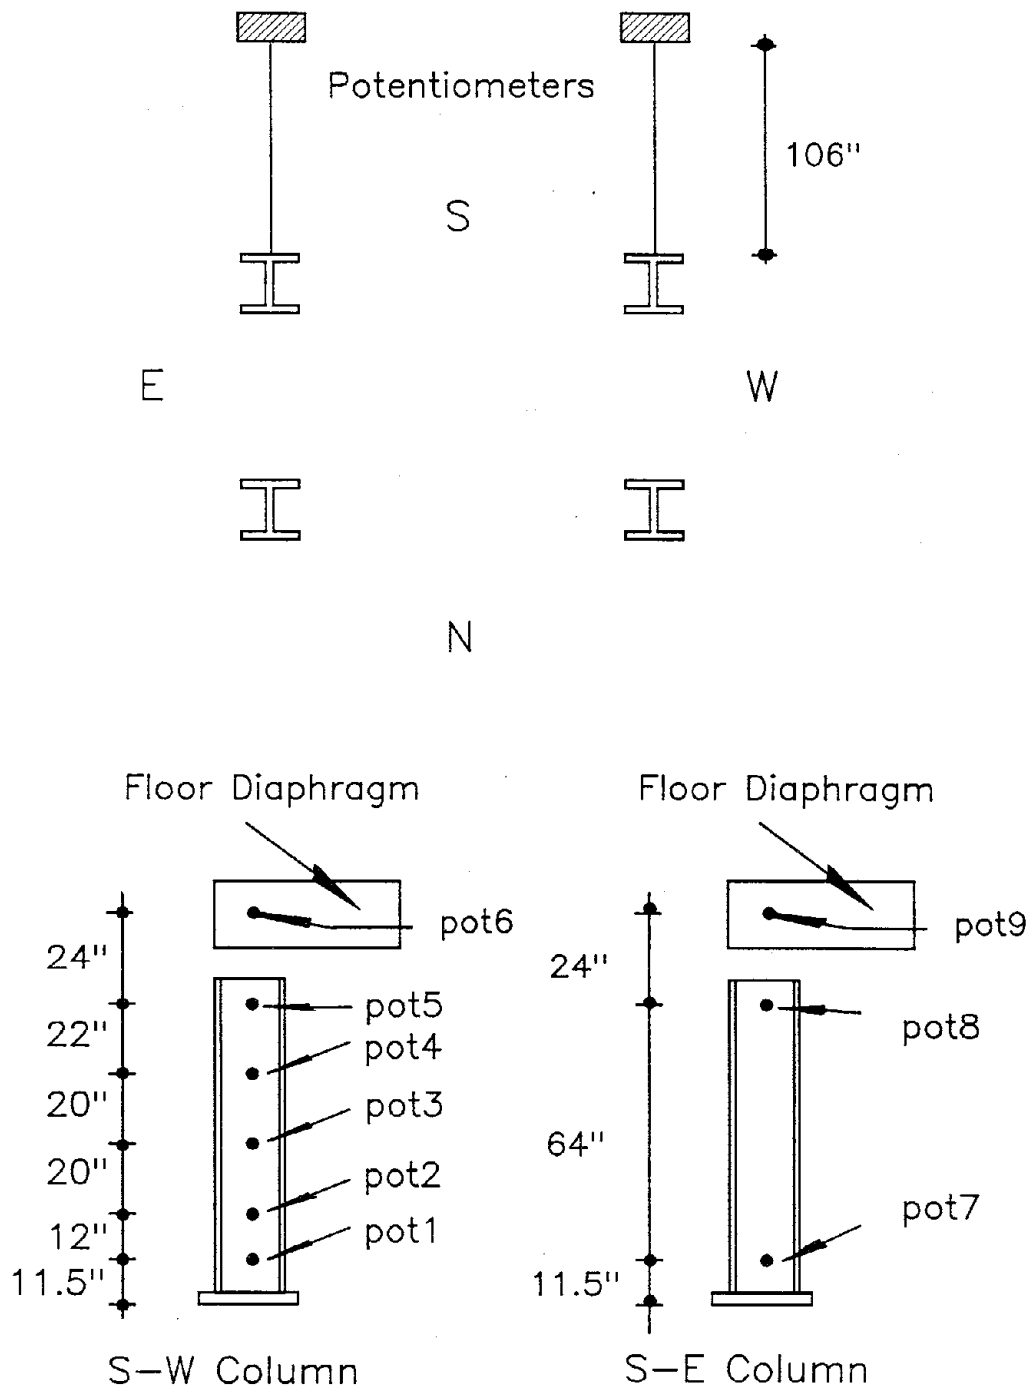 Potentiometers
106"
S
E
W
N
Floor Diaphragm
pot6
24"
pot5
22"
pot4
20"
pot3
20"
pot2
12"
pot1
11.5"
S-W Column
Floor Diaphragm
pot9
24"
pot8
64"
pot7
11.5"
S-E Column